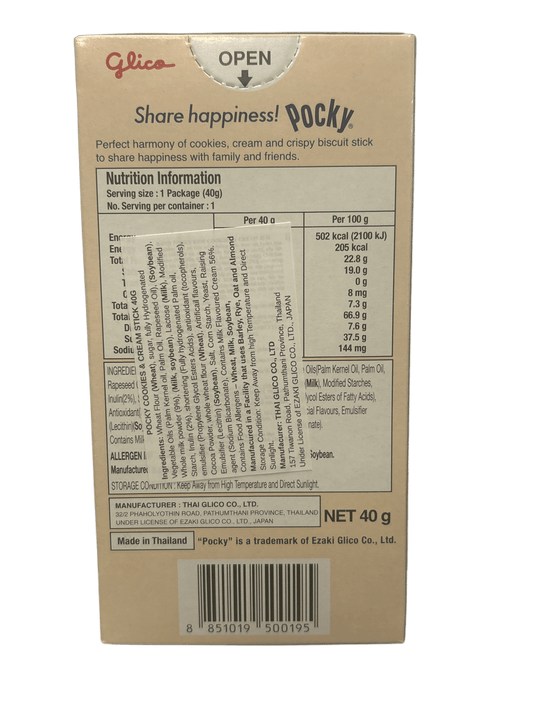 Glico
OPEN
Share happiness! Pocky®
Perfect harmony of cookies, cream and crispy biscuit stick
to share happiness with family and friends.
Nutrition Information
Serving size : 1 Package (40g)
No. Serving per container : 1
Per 40 g Per 100 g
502 kcal (2100 kJ)
205 kcal
22.8 g
19.0 g
0 g
8 mg
7.3 g
66.9 g
7.6 g
37.5 g
144 mg
POCKY COOKIES & CREAM STICK 40G
Ingredients: Wheat Flour (Wheat), sugar, fully Hydrogenated
Vegetable Oils (Palm Kernel oil, Palm Oil, Rapeseed Oil), (Soybean),
Whole milk powder (9%), (Milk, soybean), Lactose (Milk), Modified
Starch, Inulin (2%), shortening (Fully hydrogenated Palm oil,
emulsifier (Propylene Glycol Esters Acids), antioxidant (tocopherols),
Cocoa Powder, whole wheat flour (Wheat), Artificail flavours,
Emulsifier (Lecithin) (Soybean), Salt, Corn Starch, Yeast, Raising
agent (Sodium Bicarbonate), Contains Milk Flavoured Cream 56%.
Contains Food Allergens – Wheat, Milk, Soybean,
Manufactured in a Facility that uses Barley, Rye, Oat and Almond
Storage Condition: Keep Away from high Temperature and Direct
Sunlight,
Manufacurer: THAI GLICO CO., LTD
157 Tiwanon Road, Pathumthani Province, Thailand
Under License of EZAKI GLICO CO., LTD., JAPAN
Oils(Palm Kernel Oil, Palm Oil,
Rapeseed (Milk), Modified Starches,
Inulin(2%), Esters of Fatty Acids),
Antioxidant( Flavours, Emulsifier
(Lecithin)(So
Contains Mil
ALLERGEN Soybean.
Manufacture
STORAGE CONDITION : Keep Away from High Temperature and Direct Sunlight.
MANUFACTURER : THAI GLICO CO., LTD.
32/2 PHAHOLYOTHIN ROAD, PATHUMTHANI PROVINCE, THAILAND
UNDER LICENSE OF EZAKI GLICO CO., LTD., JAPAN
NET 40 g
Made in Thailand "Pocky" is a trademark of Ezaki Glico Co., Ltd.
8 851019 500195